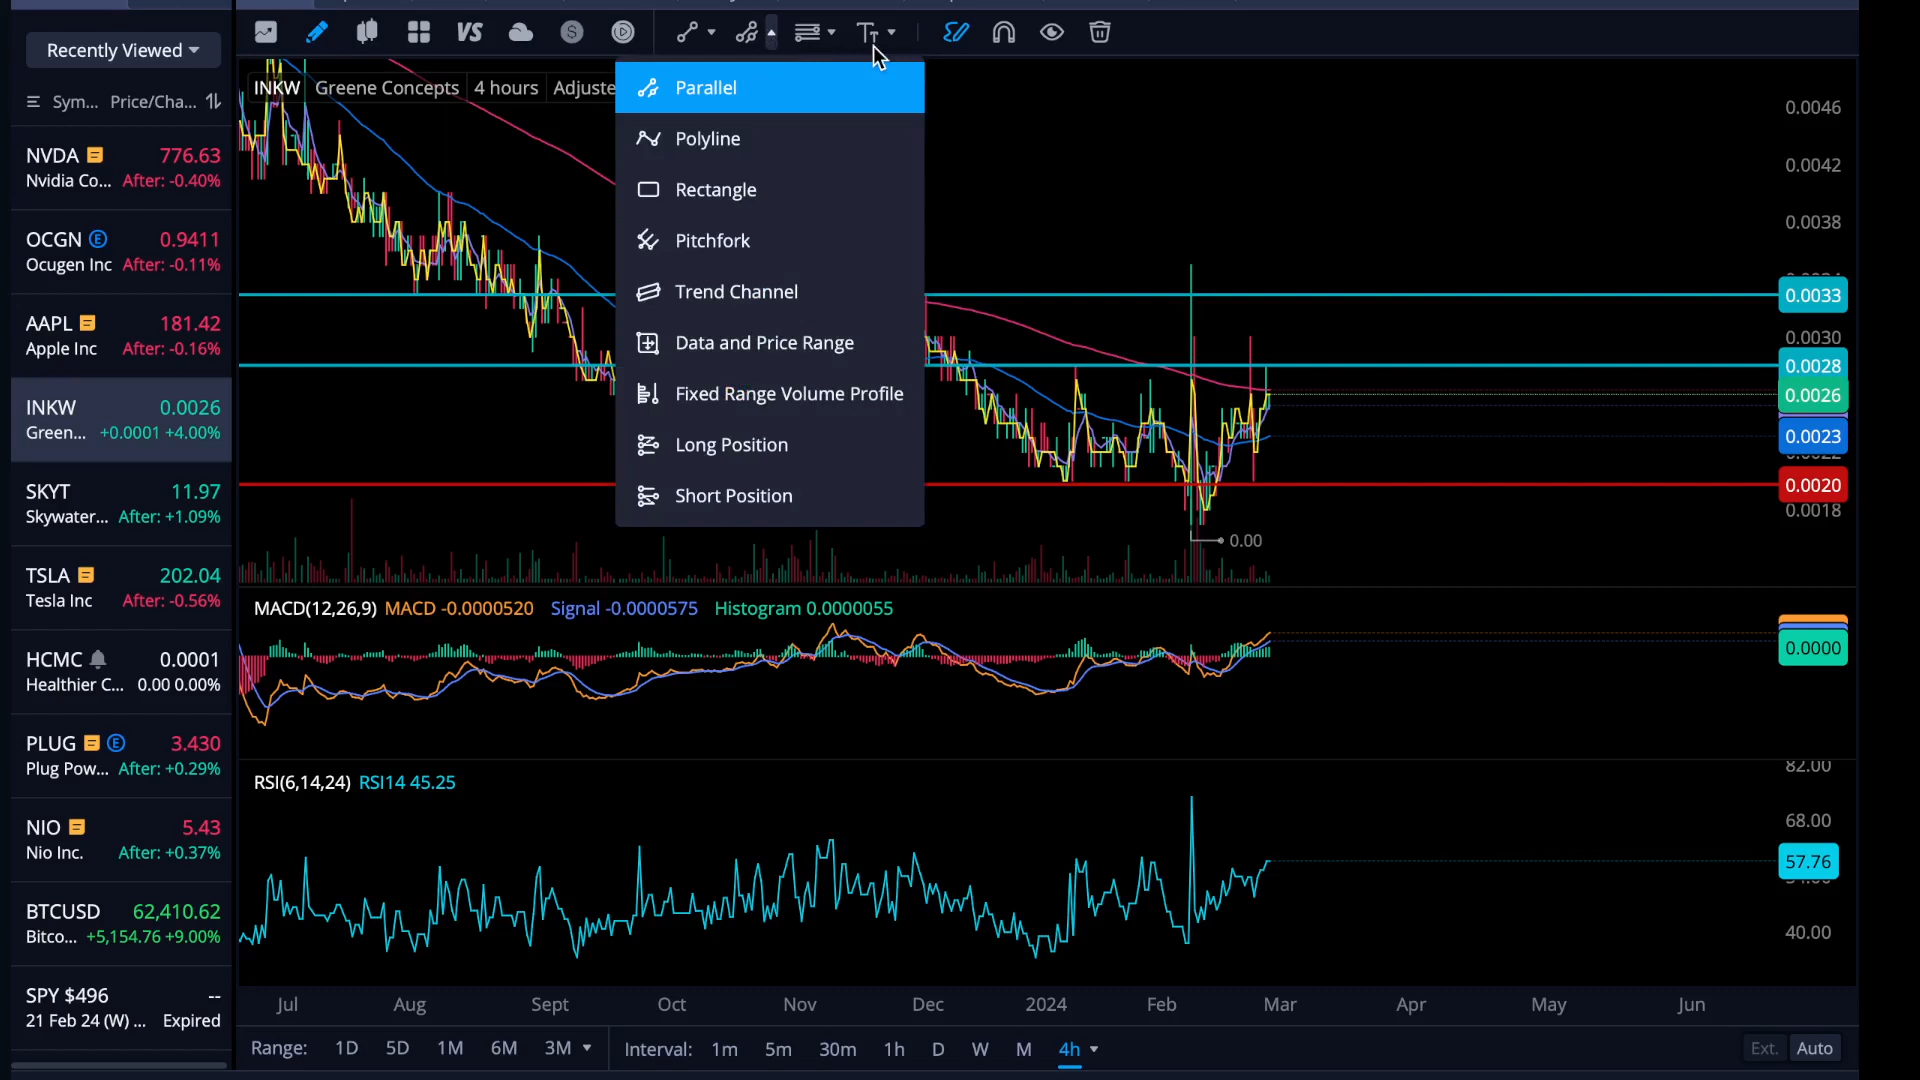 Recently Viewed
Sym... Price/Cha...
NVDA 776.63
Nvidia Co... After: -0.40%
OCGN E 0.9411
Ocugen Inc After: -0.11%
AAPL 181.42
Apple Inc After: -0.16%
INKW 0.0026
Green... +0.0001 +4.00%
SKYT 11.97
Skywater... After: +1.09%
TSLA 202.04
Tesla Inc After: -0.56%
HCMC 0.0001
Healthier C... 0.00 0.00%
PLUG E 3.430
Plug Pow... After: +0.29%
NIO 5.43
Nio Inc. After: +0.37%
BTCUSD 62,410.62
Bitco... +5,154.76 +9.00%
SPY $496 --
21 Feb 24 (W) ... Expired
VS S
INKW Greene Concepts 4 hours Adjuste
Parallel
Polyline
Rectangle
Pitchfork
Trend Channel
Data and Price Range
Fixed Range Volume Profile
Long Position
Short Position
0.0046
0.0042
0.0038
0.0033
0.0030
0.0028
0.0026
0.0023
0.0020
0.0018
0.00
MACD(12,26,9) MACD -0.0000520 Signal -0.0000575 Histogram 0.0000055
0.0000
RSI(6,14,24) RSI14 45.25
82.00
68.00
57.76
40.00
Jul Aug Sept Oct Nov Dec 2024 Feb Mar Apr May Jun
Range: 1D 5D 1M 6M 3M Interval: 1m 5m 30m 1h D W M 4h Ext. Auto